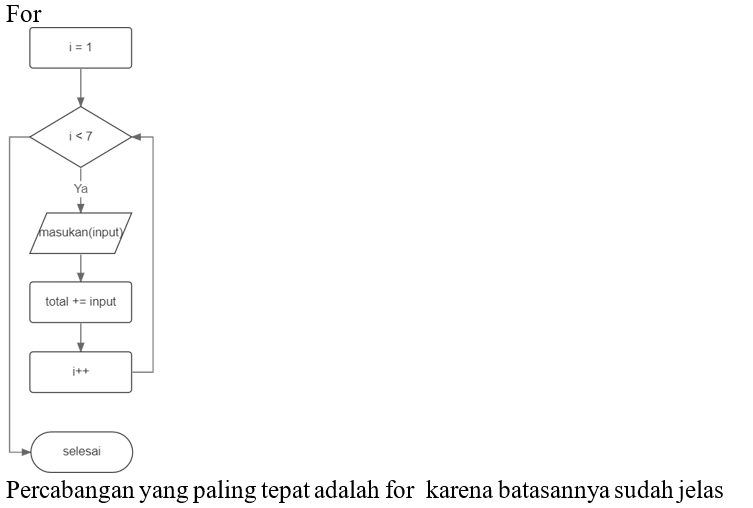 For
i = 1
i < 7
Ya
masukan(input)
total += input
i++
selesai
Percabangan yang paling tepat adalah for  karena batasannya sudah jelas